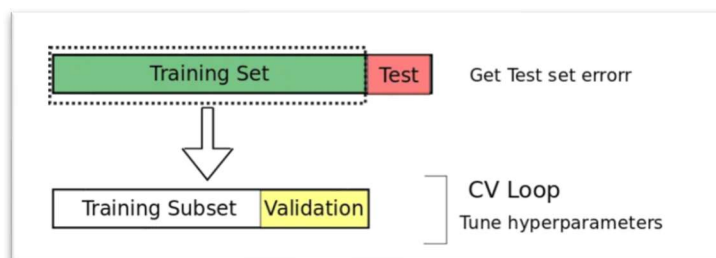 Training Set
Test
Get Test set errorr
Training Subset
Validation
CV Loop
Tune hyperparameters